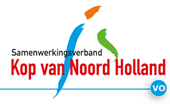 Samenwerkingsverband
Kop van Noord Holland
VO